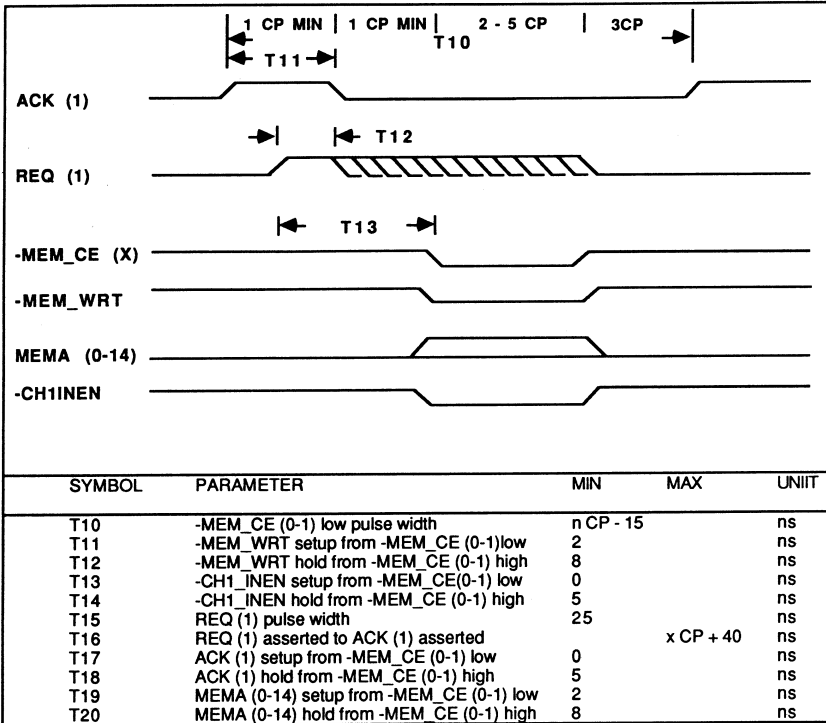 1 CP MIN | 1 CP MIN | 2 - 5 CP | 3CP
T10
T11
ACK (1)
T12
REQ (1)
T13
-MEM_CE (X)
-MEM_WRT
MEMA (0-14)
-CH1INEN
SYMBOL PARAMETER MIN MAX UNIIT
T10 -MEM_CE (0-1) low pulse width n CP - 15 ns
T11 -MEM_WRT setup from -MEM_CE (0-1)low 2 ns
T12 -MEM_WRT hold from -MEM_CE (0-1) high 8 ns
T13 -CH1_INEN setup from -MEM_CE(0-1) low 0 ns
T14 -CH1_INEN hold from -MEM_CE (0-1) high 5 ns
T15 REQ (1) pulse width 25 ns
T16 REQ (1) asserted to ACK (1) asserted x CP + 40 ns
T17 ACK (1) setup from -MEM_CE (0-1) low 0 ns
T18 ACK (1) hold from -MEM_CE (0-1) high 5 ns
T19 MEMA (0-14) setup from -MEM_CE (0-1) low 2 ns
T20 MEMA (0-14) hold from -MEM_CE (0-1) high 8 ns